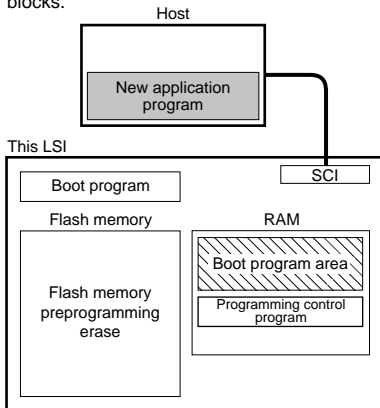 blocks.
Host
New application
program
This LSI
SCI
Boot program
Flash memory
RAM
Boot program area
Flash memory
preprogramming
erase
Programming control
program